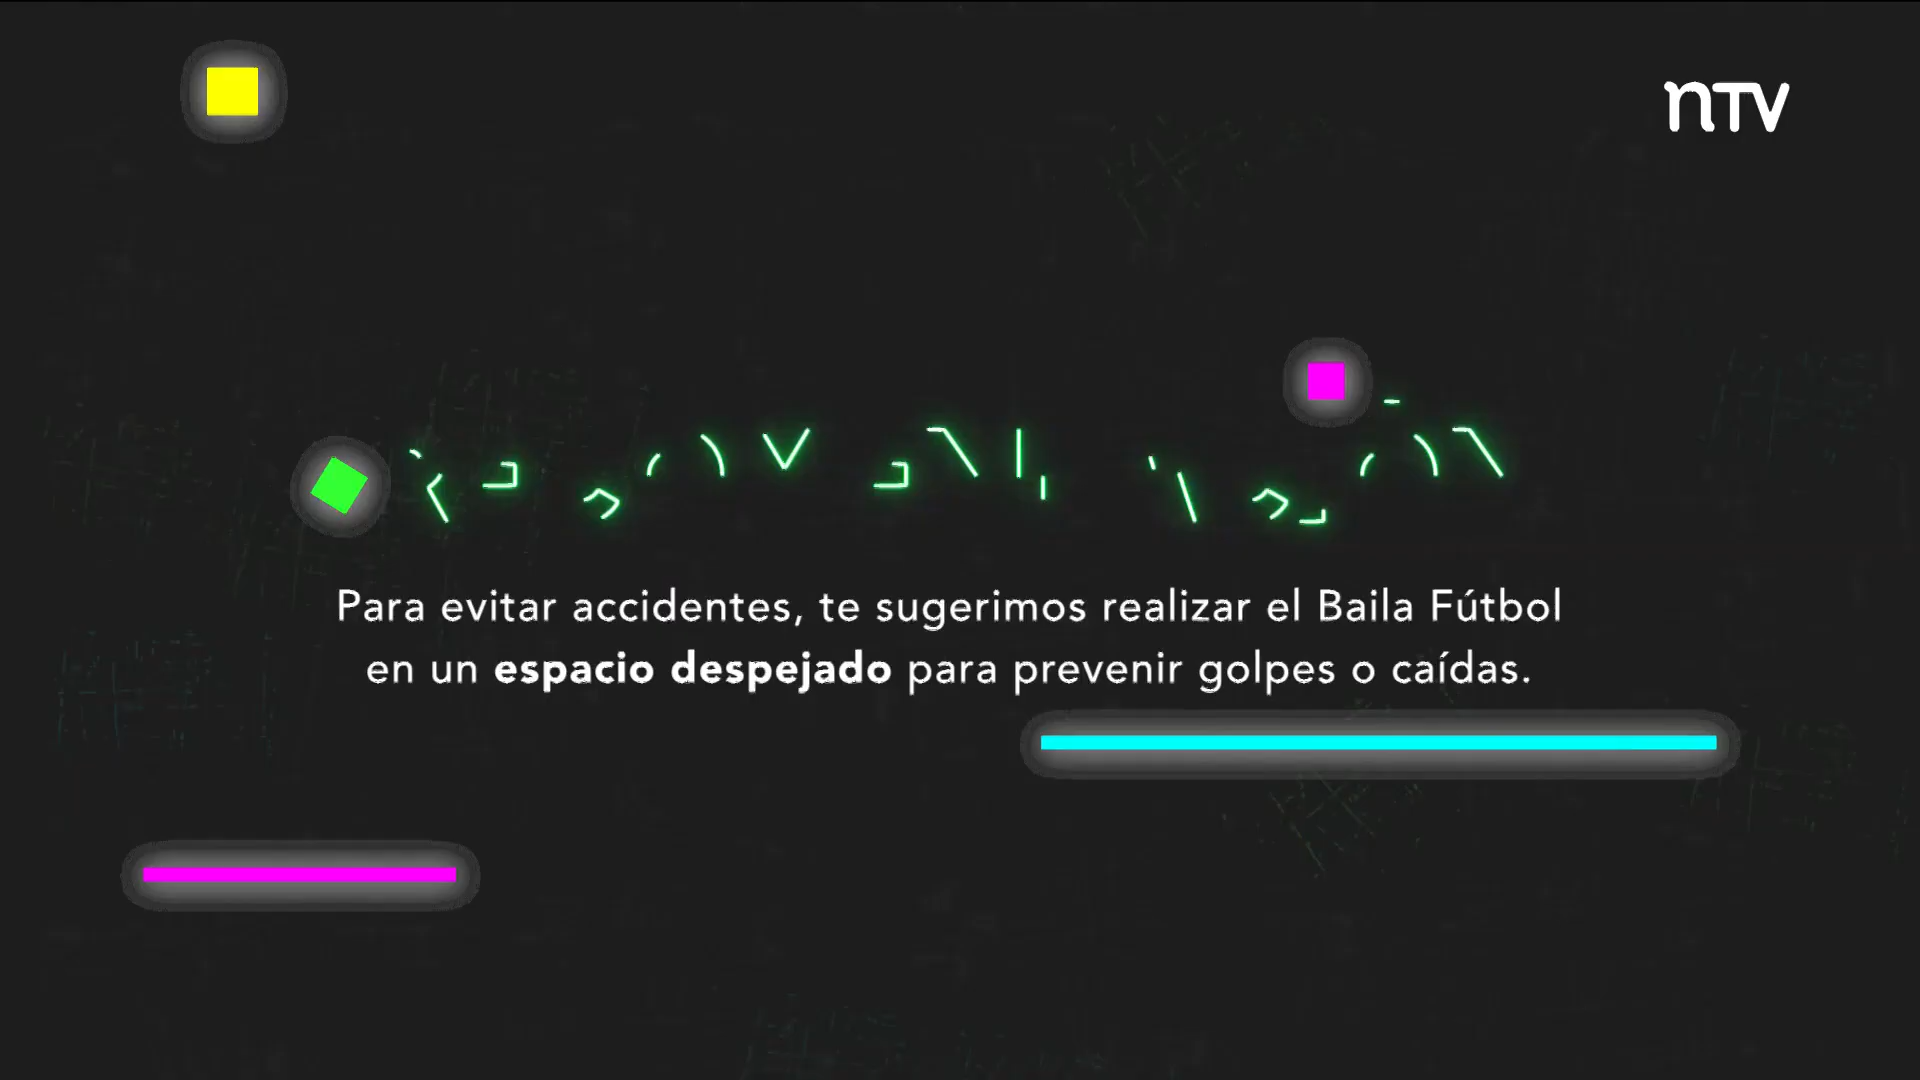 nTV
Para evitar accidentes, te sugerimos realizar el Baila Fútbol
en un espacio despejado para prevenir golpes o caídas.